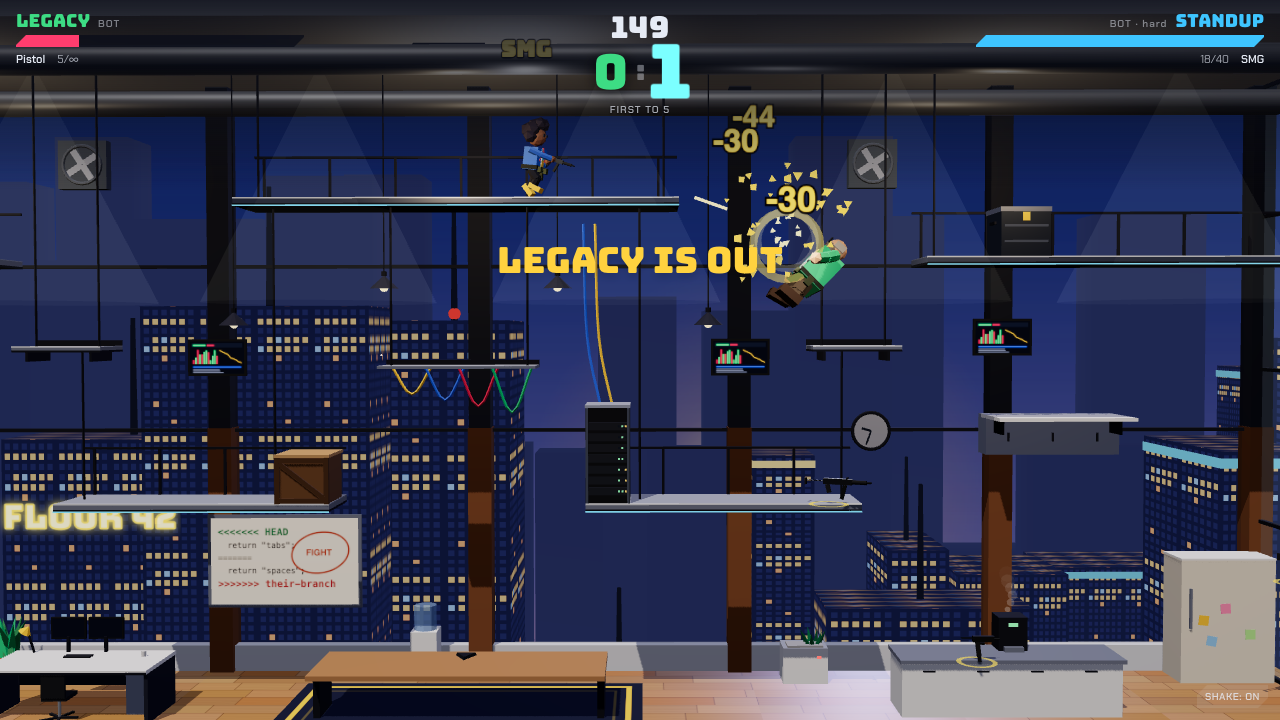 LEGACY BOT
Pistol 5/∞
SMG
149
0:1
FIRST TO 5
BOT · hard STANDUP
18/40 SMG
-44
-30
-30
LEGACY IS OUT
7
FLOOR 42
<<<<<<< HEAD
return "tabs";
=======
return "spaces";
>>>>>>> their-branch
FIGHT
SHAKE: ON